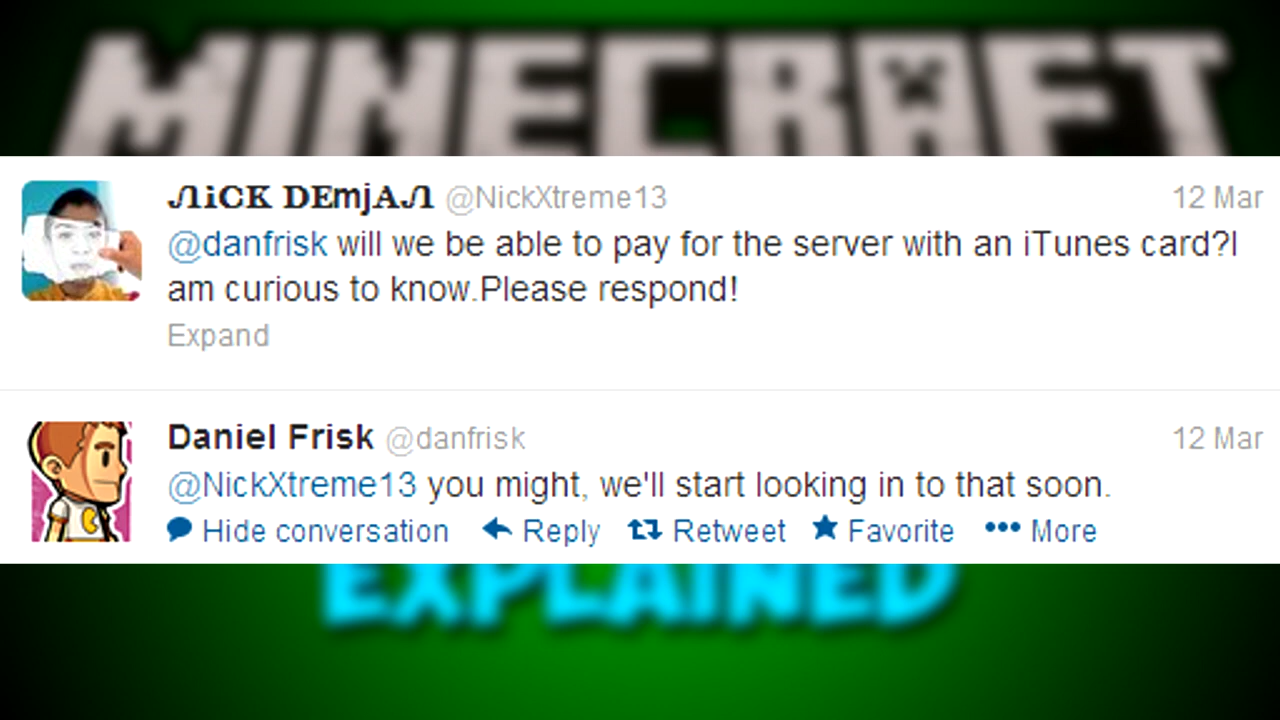 MINECRAFT
ᏁiCK DEmjAᏁ @NickXtreme13 12 Mar
@danfrisk will we be able to pay for the server with an iTunes card?I
am curious to know.Please respond!
Expand
Daniel Frisk @danfrisk 12 Mar
@NickXtreme13 you might, we'll start looking in to that soon.
Hide conversation Reply Retweet Favorite More
EXPLAINED